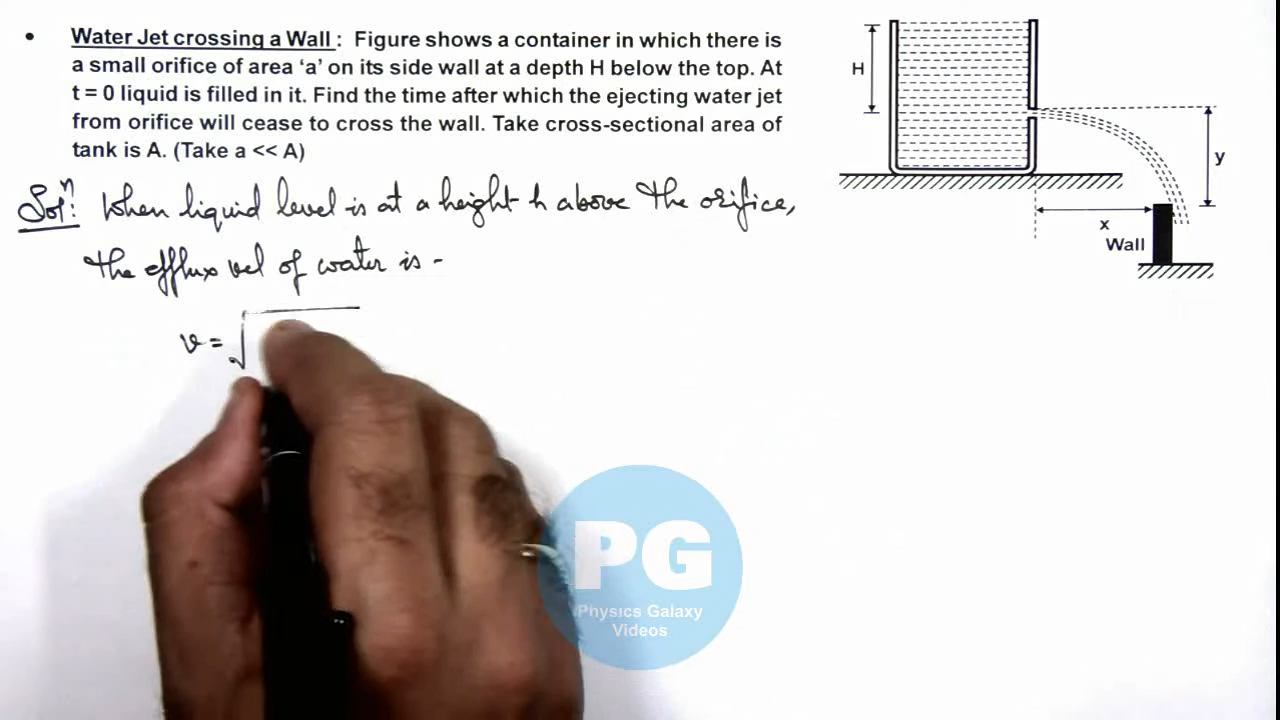 • Water Jet crossing a Wall : Figure shows a container in which there is
a small orifice of area ‘a’ on its side wall at a depth H below the top. At
t = 0 liquid is filled in it. Find the time after which the ejecting water jet
from orifice will cease to cross the wall. Take cross-sectional area of
tank is A. (Take a << A)
H
y
x
Wall
Solⁿ: When liquid level is at a height h above the orifice,
the efflux vel of water is -
v = √
PG
Physics Galaxy
Videos